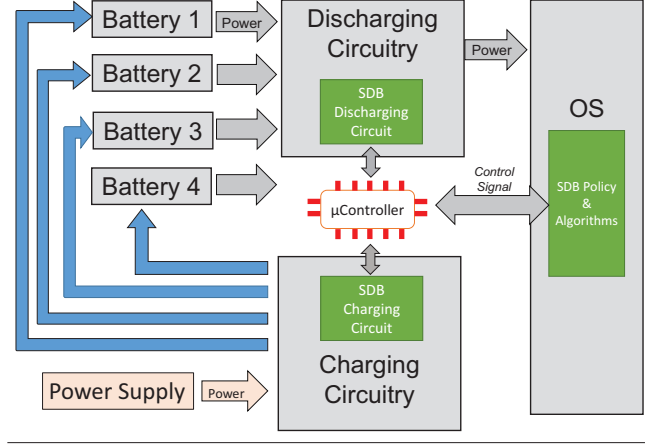 Battery 1
Power
Battery 2
Battery 3
Battery 4
Discharging
Circuitry
SDB
Discharging
Circuit
Power
OS
SDB Policy
&
Algorithms
Control
Signal
µController
SDB
Charging
Circuit
Charging
Circuitry
Power Supply
Power